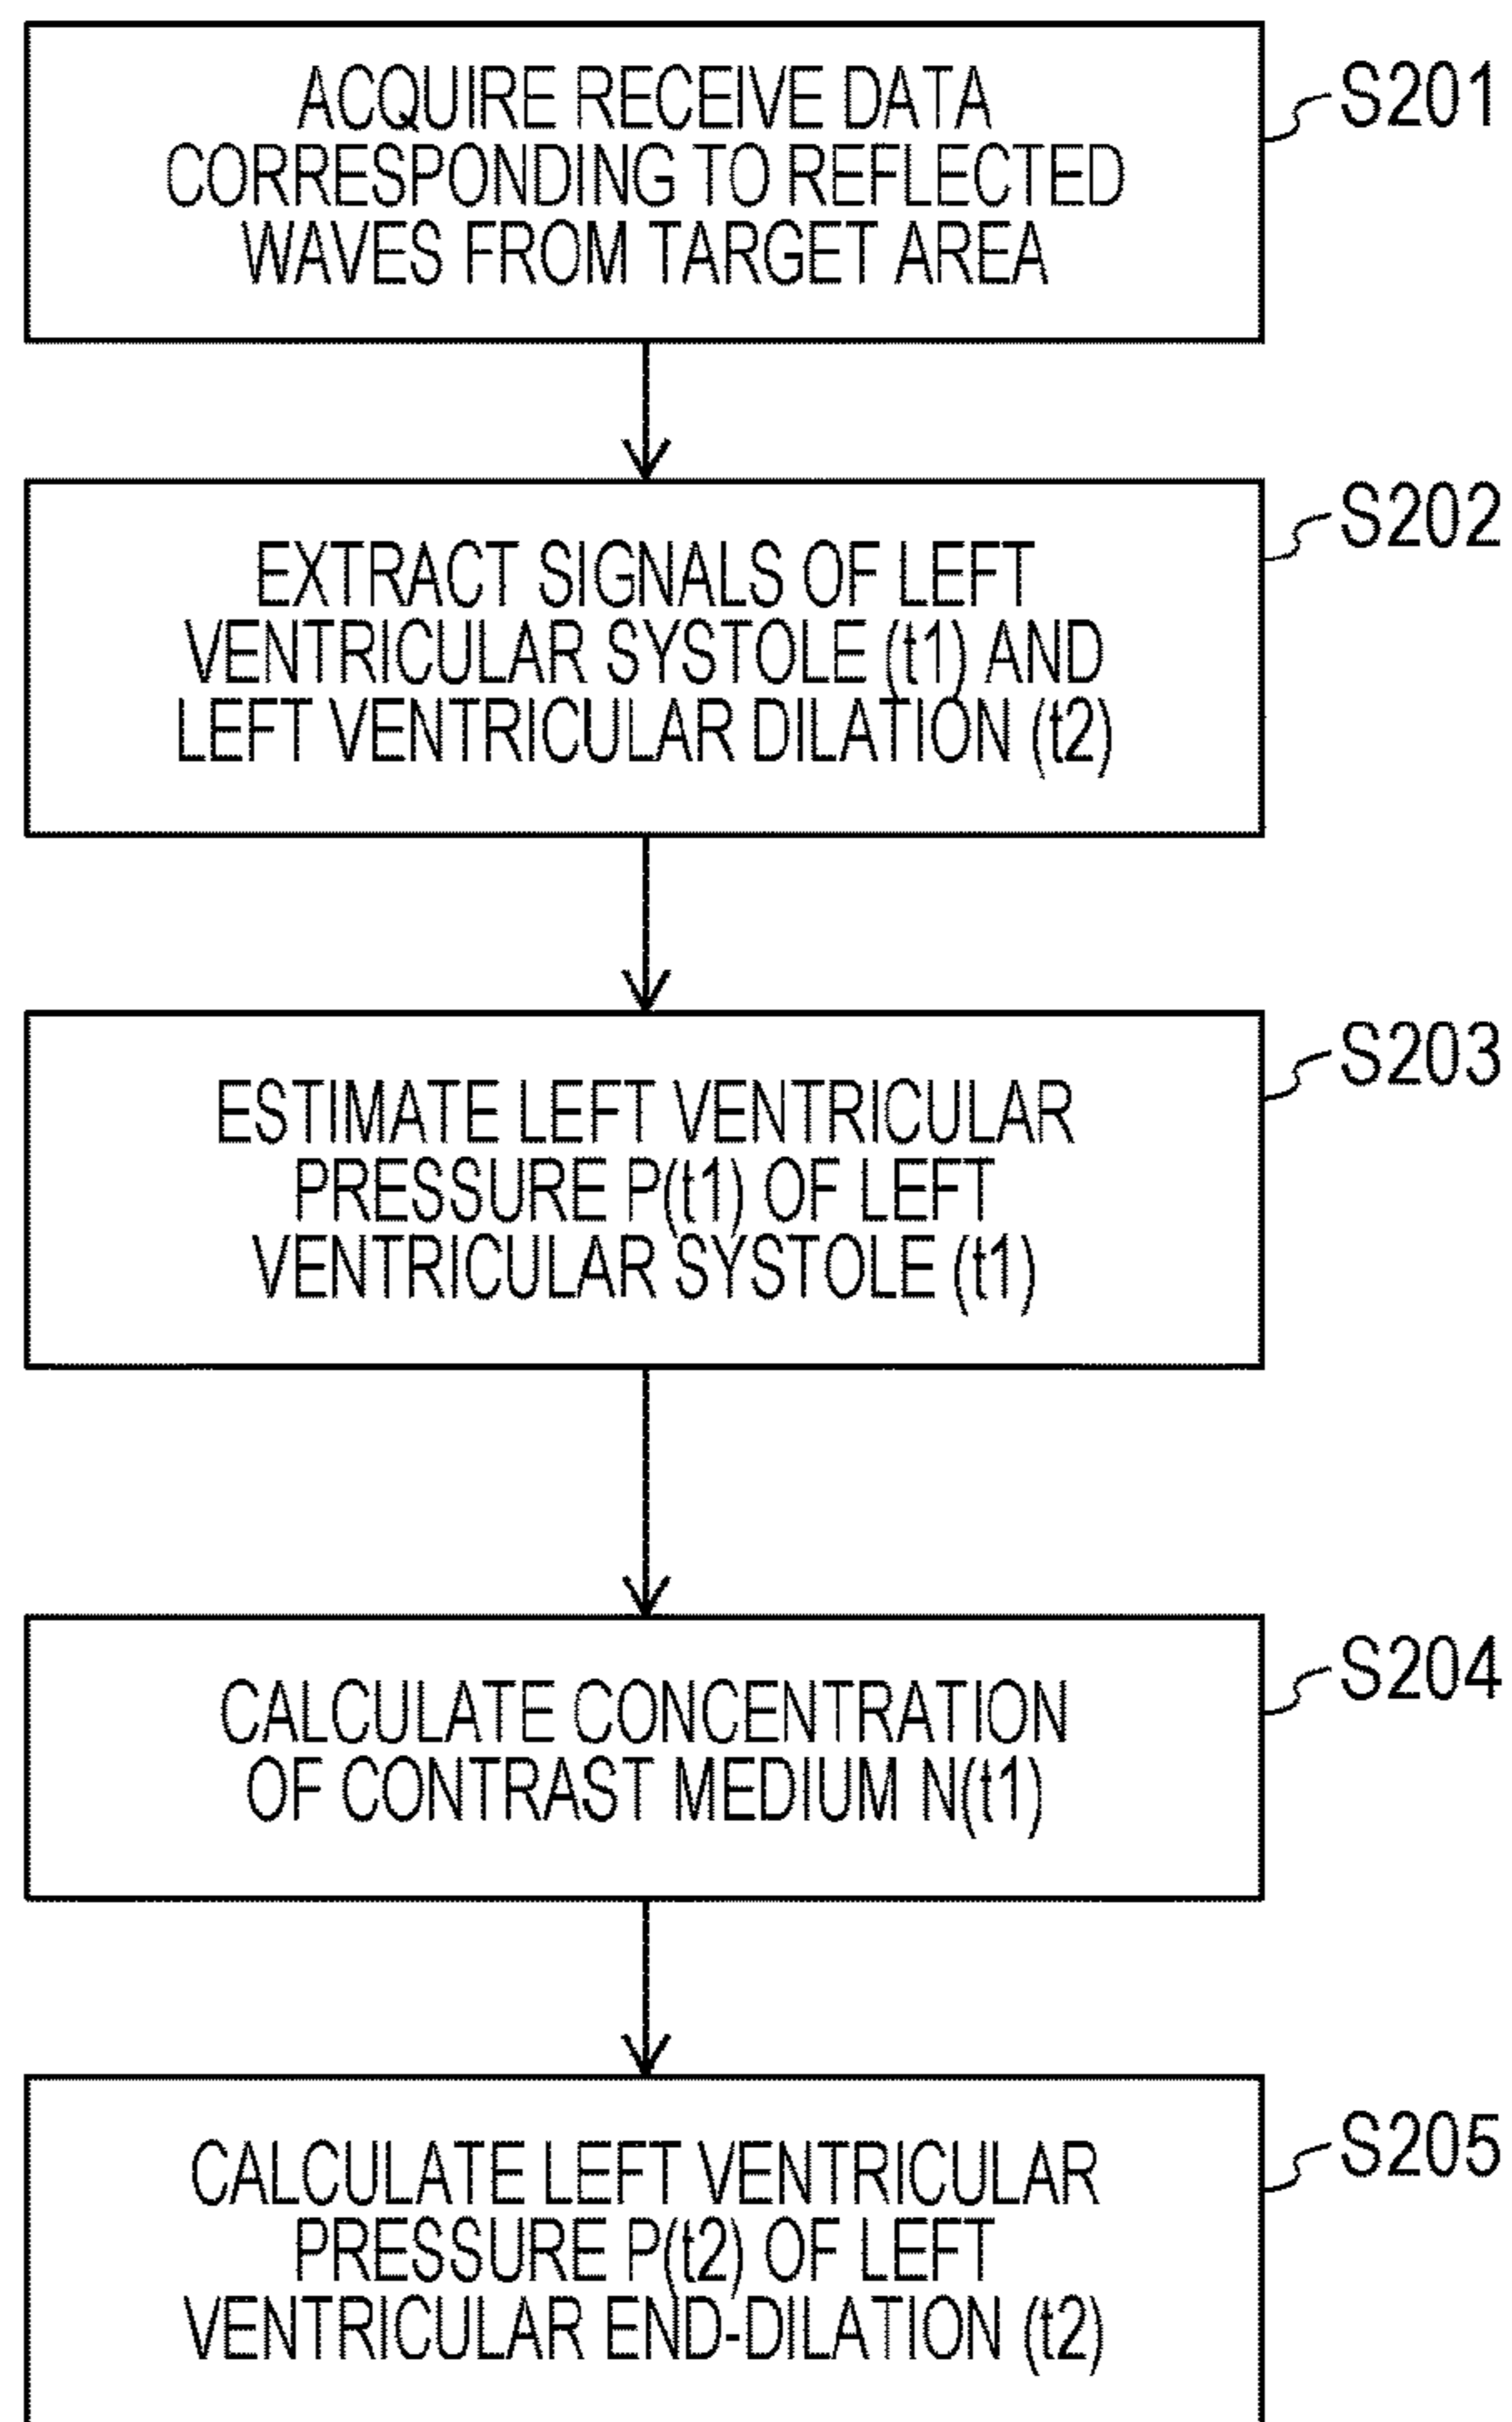 ACQUIRE RECEIVE DATA
CORRESPONDING TO REFLECTED
WAVES FROM TARGET AREA
S201
EXTRACT SIGNALS OF LEFT
VENTRICULAR SYSTOLE (t1) AND
LEFT VENTRICULAR DILATION (t2)
S202
ESTIMATE LEFT VENTRICULAR
PRESSURE P(t1) OF LEFT
VENTRICULAR SYSTOLE (t1)
S203
CALCULATE CONCENTRATION
OF CONTRAST MEDIUM N(t1)
S204
CALCULATE LEFT VENTRICULAR
PRESSURE P(t2) OF LEFT
VENTRICULAR END-DILATION (t2)
S205